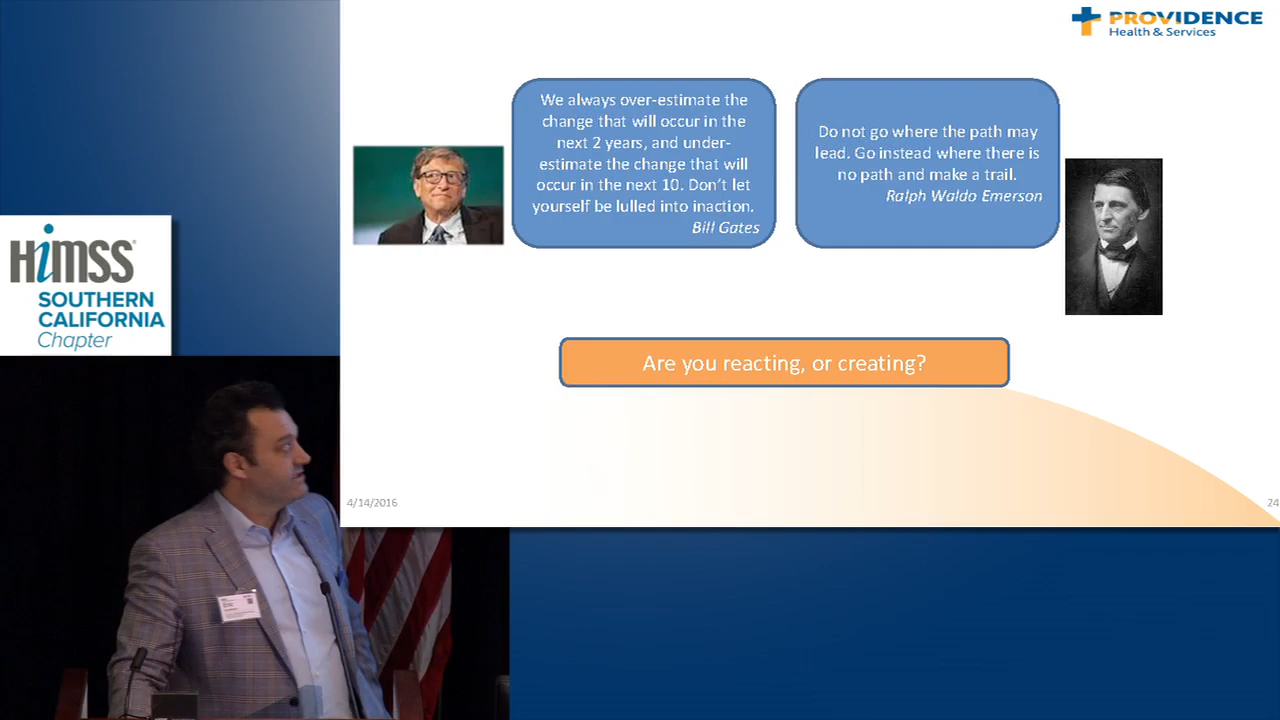 PROVIDENCE
Health & Services
We always over-estimate the
change that will occur in the
next 2 years, and under-
estimate the change that will
occur in the next 10. Don't let
yourself be lulled into inaction.
Bill Gates
Do not go where the path may
lead. Go instead where there is
no path and make a trail.
Ralph Waldo Emerson
HiMSS
SOUTHERN
CALIFORNIA
Chapter
Are you reacting, or creating?
4/14/2016
24